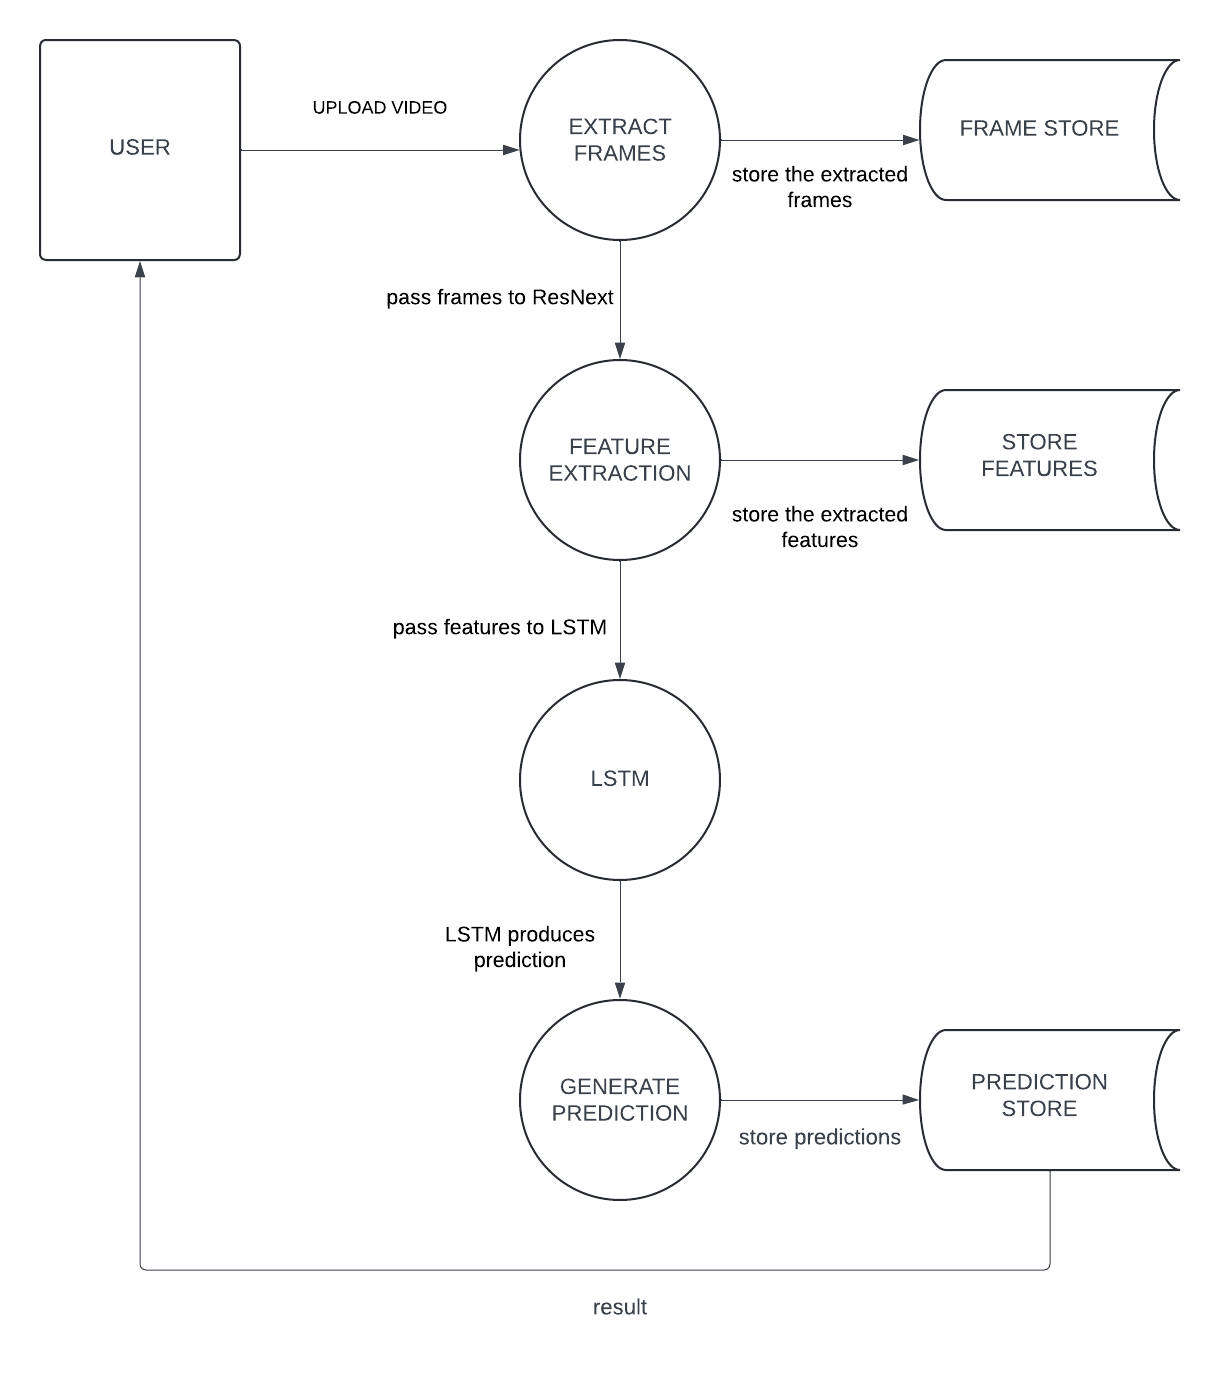 USER
UPLOAD VIDEO
EXTRACT
FRAMES
store the extracted
frames
FRAME STORE
pass frames to ResNext
FEATURE
EXTRACTION
store the extracted
features
STORE
FEATURES
pass features to LSTM
LSTM
LSTM produces
prediction
GENERATE
PREDICTION
store predictions
PREDICTION
STORE
result